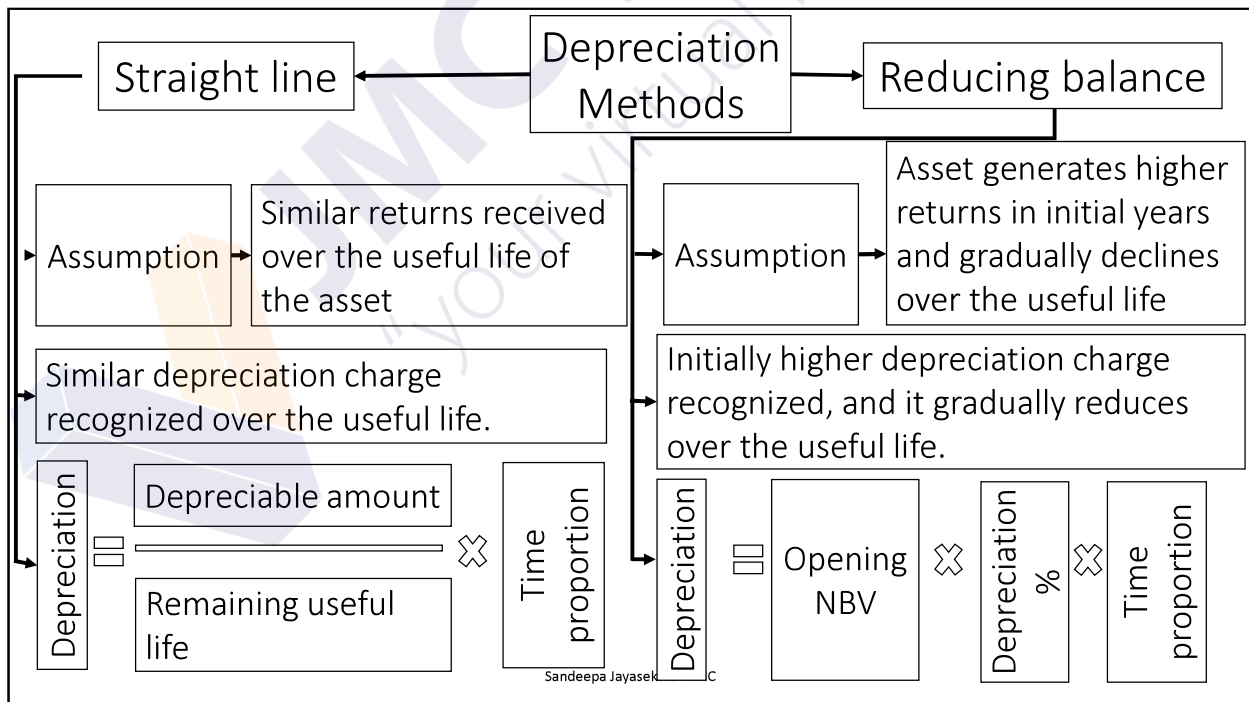 Depreciation
Methods
Straight line
Reducing balance
Assumption
Similar returns received
over the useful life of
the asset
Similar depreciation charge
recognized over the useful life.
Depreciation
=
Depreciable amount
Remaining useful
life
×
Time
proportion
Assumption
Asset generates higher
returns in initial years
and gradually declines
over the useful life
Initially higher depreciation charge
recognized, and it gradually reduces
over the useful life.
Depreciation
=
Opening
NBV
×
Depreciation
%
×
Time
proportion
Sandeepa
JMC
"your virtual